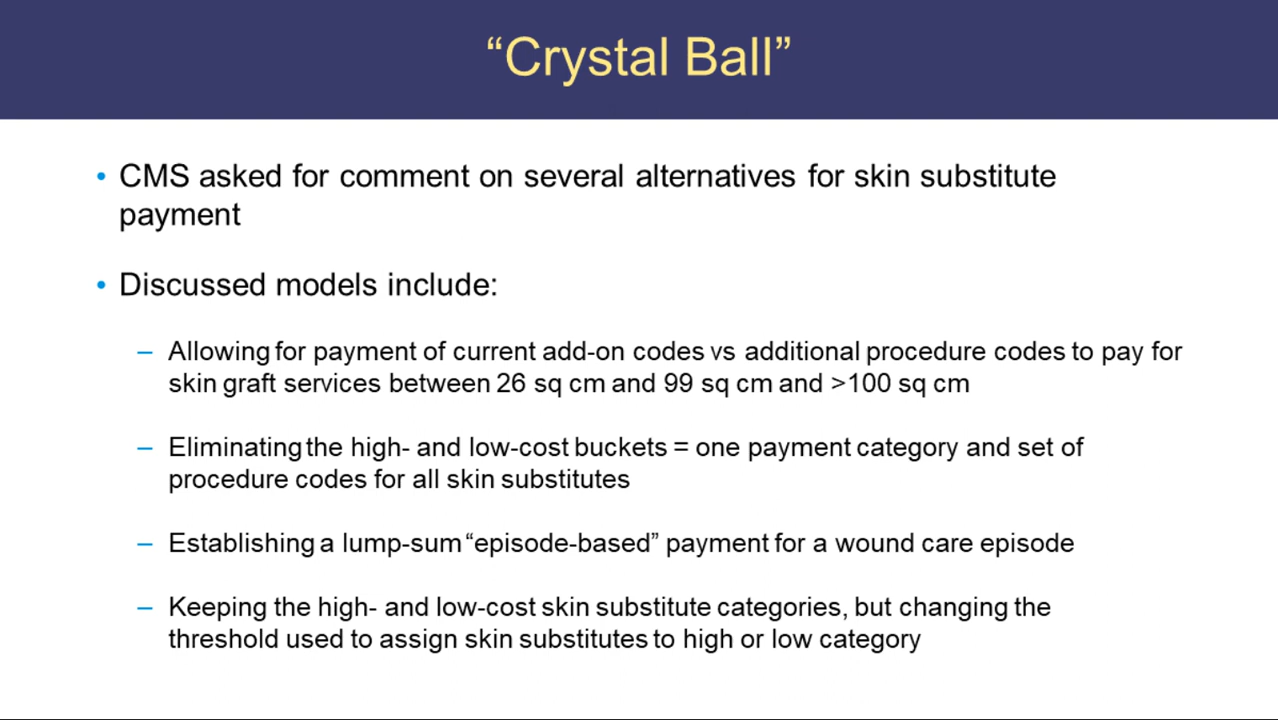 “Crystal Ball”
• CMS asked for comment on several alternatives for skin substitute
payment
• Discussed models include:
– Allowing for payment of current add-on codes vs additional procedure codes to pay for
skin graft services between 26 sq cm and 99 sq cm and >100 sq cm
– Eliminating the high- and low-cost buckets = one payment category and set of
procedure codes for all skin substitutes
– Establishing a lump-sum “episode-based” payment for a wound care episode
– Keeping the high- and low-cost skin substitute categories, but changing the
threshold used to assign skin substitutes to high or low category